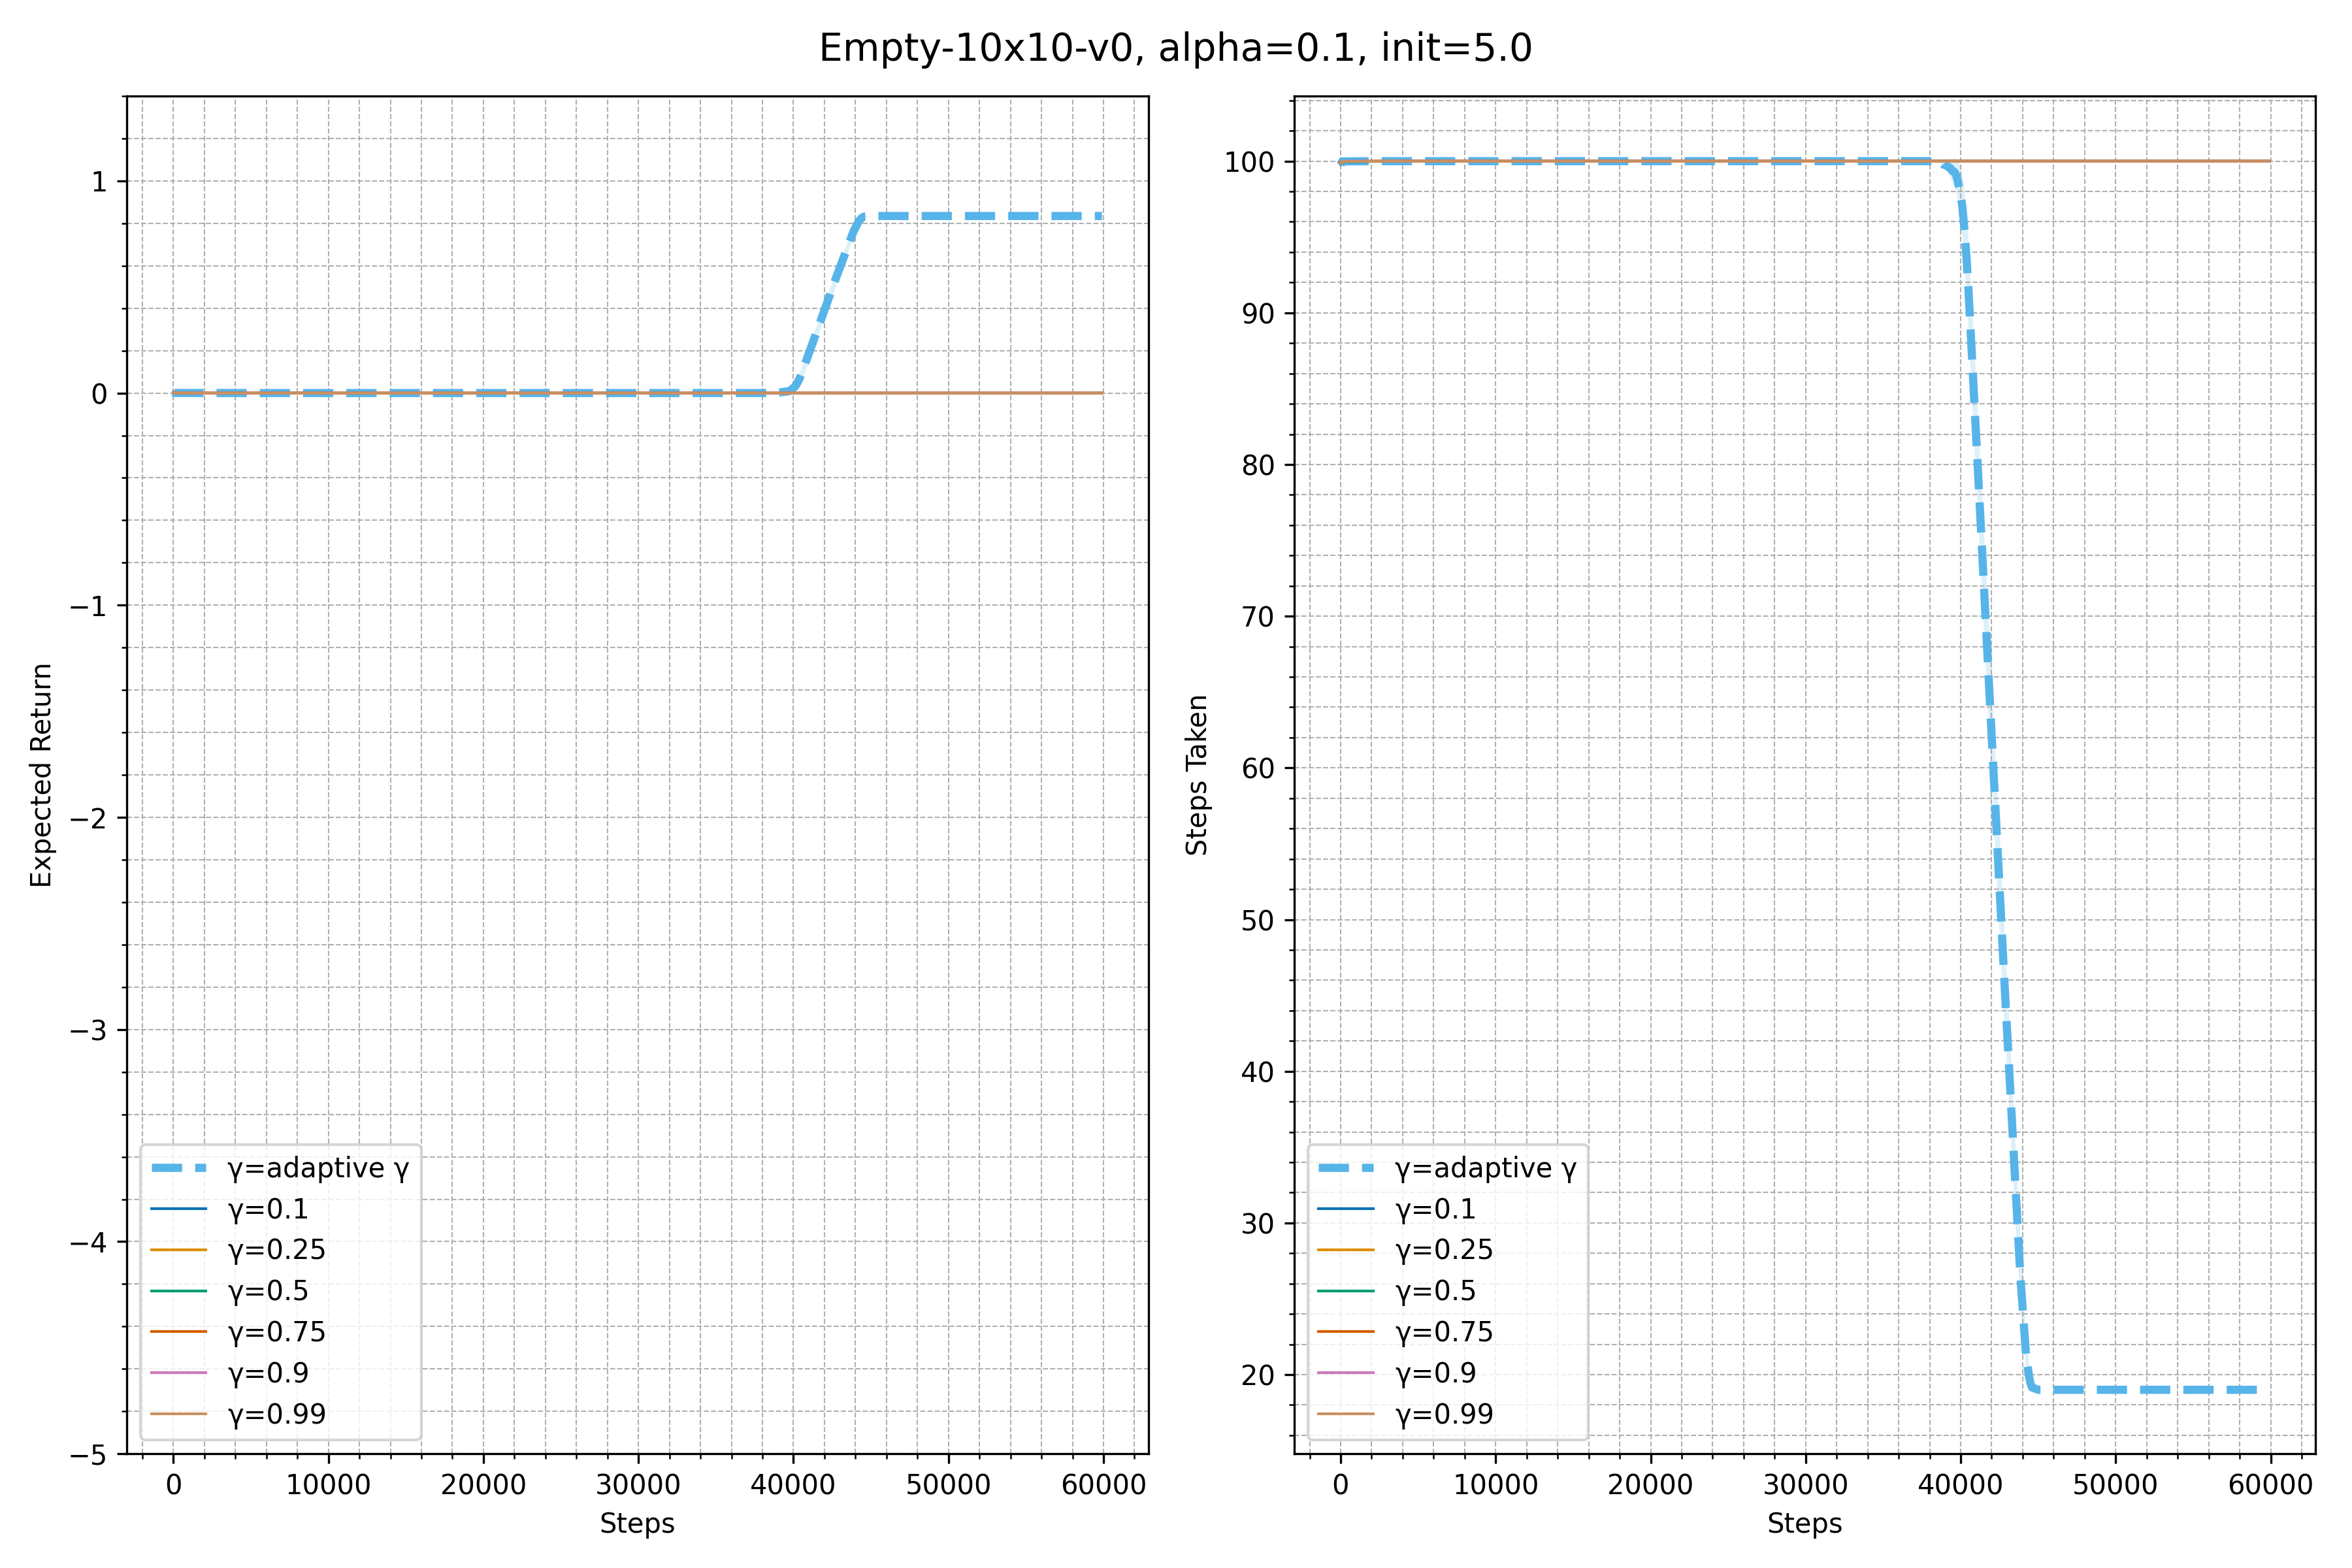 Empty-10x10-v0, alpha=0.1, init=5.0
Expected Return
1
0
−1
−2
−3
−4
−5
γ=adaptive γ
γ=0.1
γ=0.25
γ=0.5
γ=0.75
γ=0.9
γ=0.99
0 10000 20000 30000 40000 50000 60000
Steps
Steps Taken
100
90
80
70
60
50
40
30
20
γ=adaptive γ
γ=0.1
γ=0.25
γ=0.5
γ=0.75
γ=0.9
γ=0.99
0 10000 20000 30000 40000 50000 60000
Steps